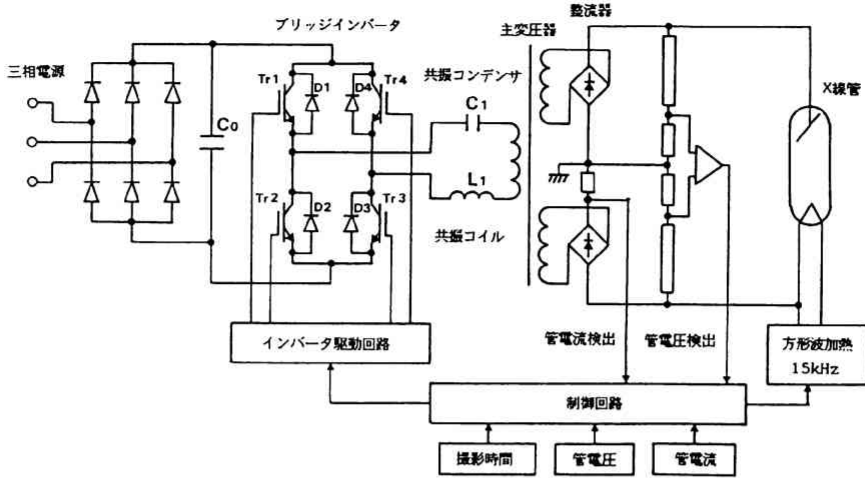 整流器
ブリッジインバータ
主変圧器
三相電源
Tr1
D1
D4
Tr4
共振コンデンサ
X線管
C1
C0
L1
Tr2
D2
D3
Tr3
共振コイル
管電流検出
管電圧検出
インバータ駆動回路
方形波加熱
15kHz
制御回路
撮影時間
管電圧
管電流